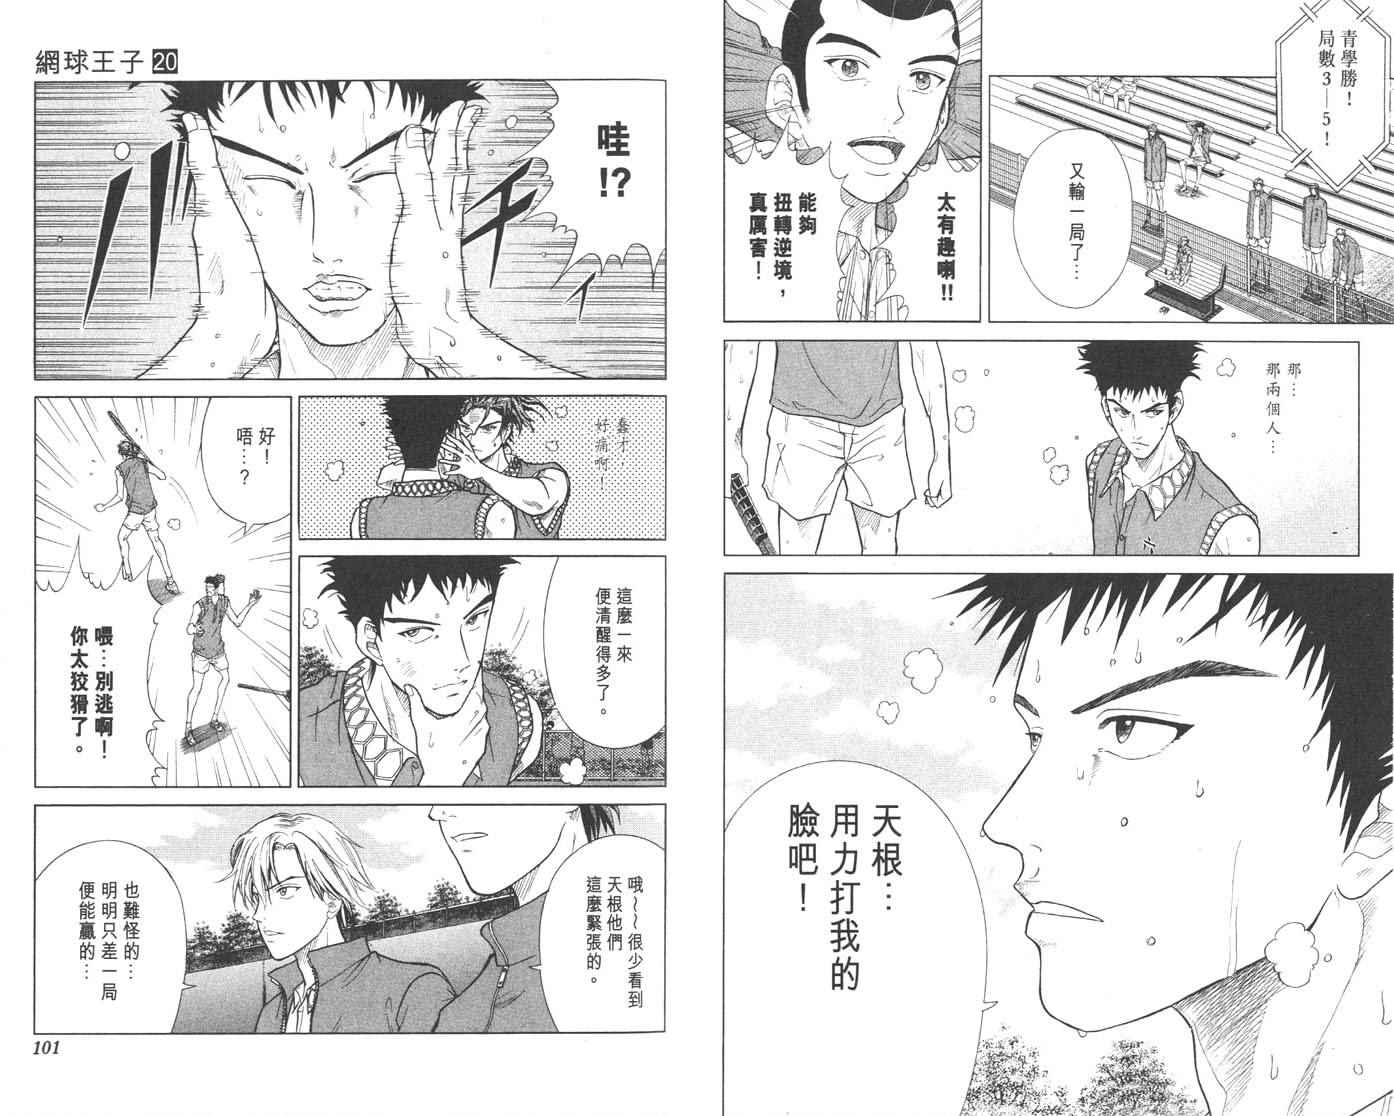 青學勝！
局數3—5！
又輸一局了…
太有趣喇!!
能夠
扭轉逆境，
真厲害！
那…
那兩個人…
天根…
用力打我的
臉吧！
網球王子 20
哇!?
蠢才，
好痛啊！
這麼一來
便清醒得多了。
好！
唔…？
喂…別逃啊！
你太狡猾了。
哦～～很少看到
天根他們
這麼緊張的。
也難怪的…
明明只差一局
便能贏的…
101